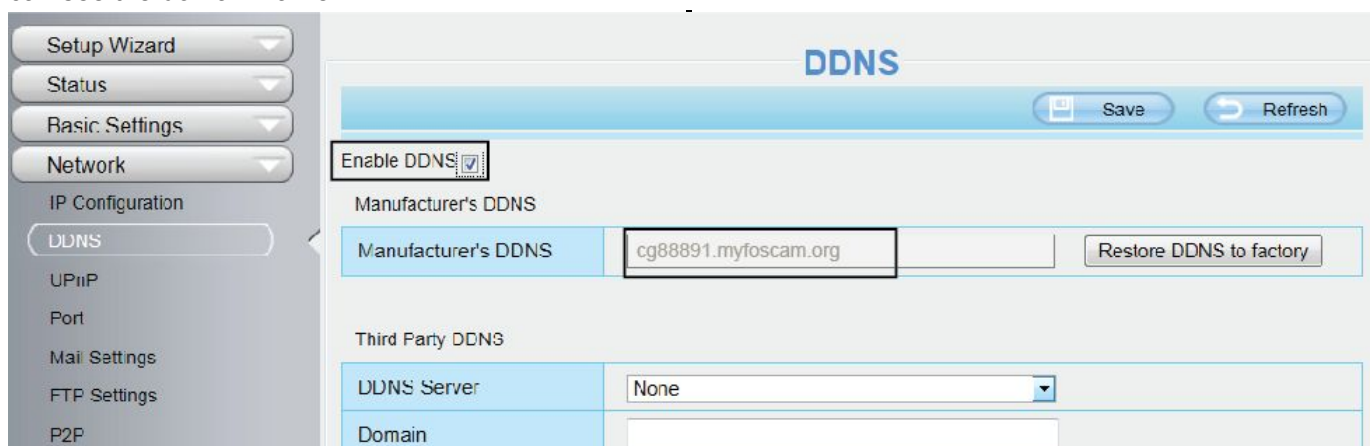 Setup Wizard
Status
Basic Settings
Network
IP Configuration
DDNS
UPnP
Port
Mail Settings
FTP Settings
P2P
DDNS
Save
Refresh
Enable DDNS
Manufacturer's DDNS
Manufacturer's DDNS
cg88891.myfoscam.org
Restore DDNS to factory
Third Party DDNS
DDNS Server
None
Domain